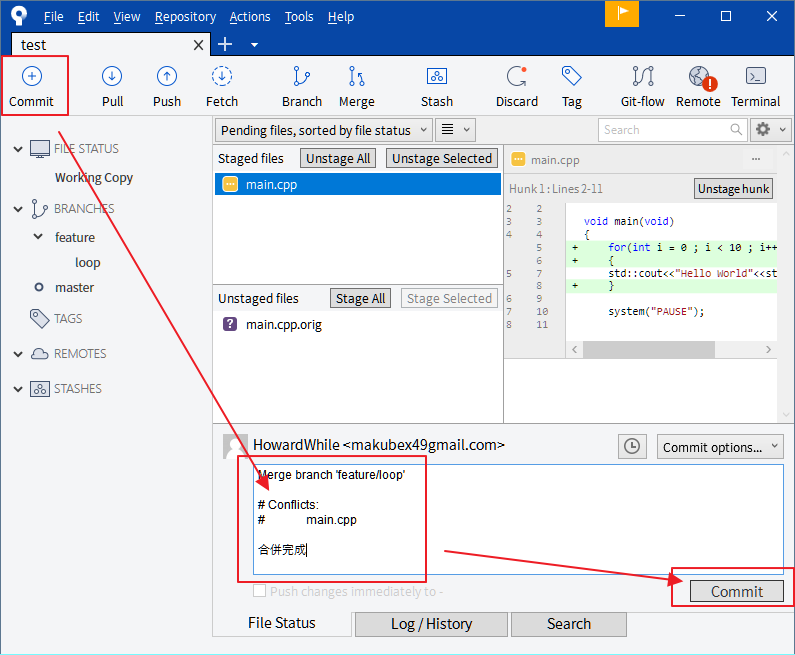 File Edit View Repository Actions Tools Help
test
Commit Pull Push Fetch Branch Merge Stash Discard Tag Git-flow Remote Terminal
FILE STATUS
Working Copy
BRANCHES
feature
loop
master
TAGS
REMOTES
STASHES
Pending files, sorted by file status
Search
Staged files Unstage All Unstage Selected
main.cpp
Unstaged files Stage All Stage Selected
main.cpp.orig
main.cpp
Hunk 1 : Lines 2-11 Unstage hunk
2 2
3 3 void main(void)
4 4 {
5 + for(int i = 0 ; i < 10 ; i++
6 + {
5 7 std::cout<<"Hello World"<<st
8 + }
6 9
7 10 system("PAUSE");
8 11
HowardWhile <makubex49gmail.com>
Commit options...
Merge branch 'feature/loop'
# Conflicts:
# main.cpp
合併完成
Push changes immediately to -
Commit
File Status Log / History Search